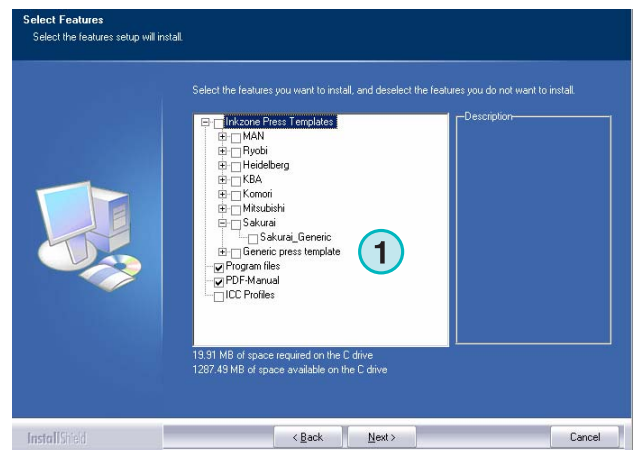 Select Features
Select the features setup will install.
Select the features you want to install, and deselect the features you do not want to install.
Inkzone Press Templates
Description
MAN
Ryobi
Heidelberg
KBA
Komori
Mitsubishi
Sakurai
Sakurai_Generic
Generic press template
1
Program files
PDF-Manual
ICC Profiles
19.91 MB of space required on the C drive
1287.49 MB of space available on the C drive
InstallShield
< Back
Next >
Cancel